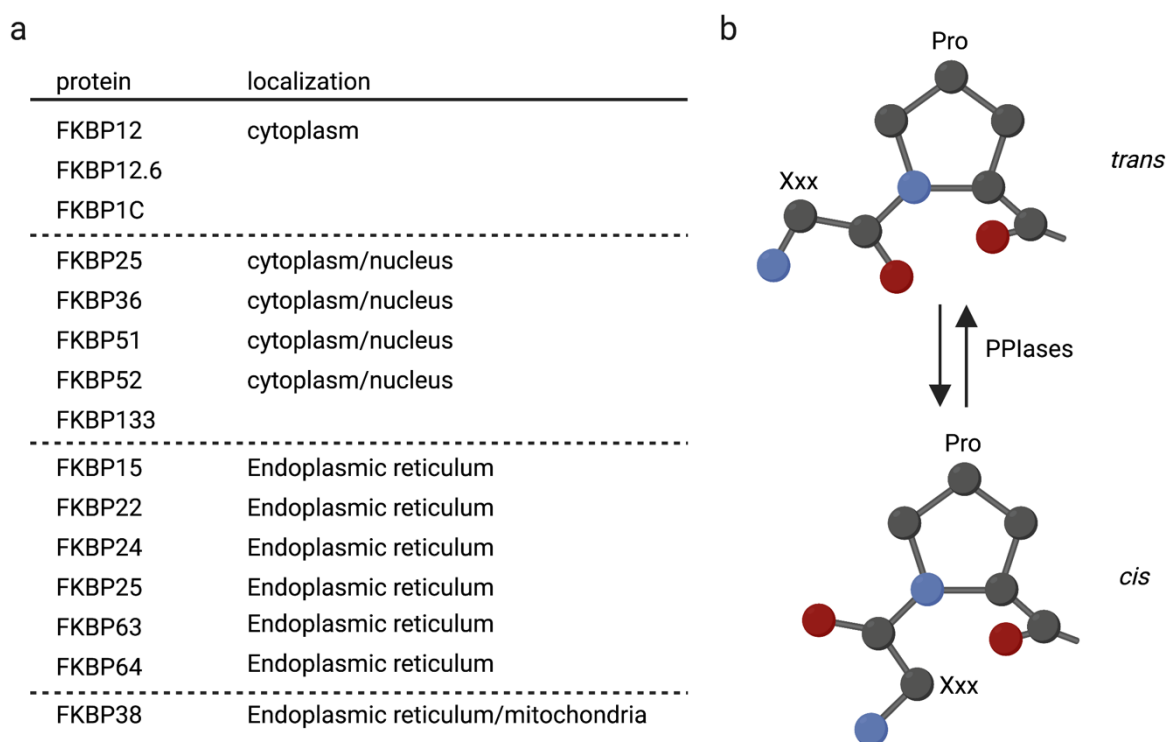 a
protein localization
FKBP12 cytoplasm
FKBP12.6
FKBP1C
FKBP25 cytoplasm/nucleus
FKBP36 cytoplasm/nucleus
FKBP51 cytoplasm/nucleus
FKBP52 cytoplasm/nucleus
FKBP133
FKBP15 Endoplasmic reticulum
FKBP22 Endoplasmic reticulum
FKBP24 Endoplasmic reticulum
FKBP25 Endoplasmic reticulum
FKBP63 Endoplasmic reticulum
FKBP64 Endoplasmic reticulum
FKBP38 Endoplasmic reticulum/mitochondria
b
Pro
trans
Xxx
PPIases
Pro
cis
Xxx